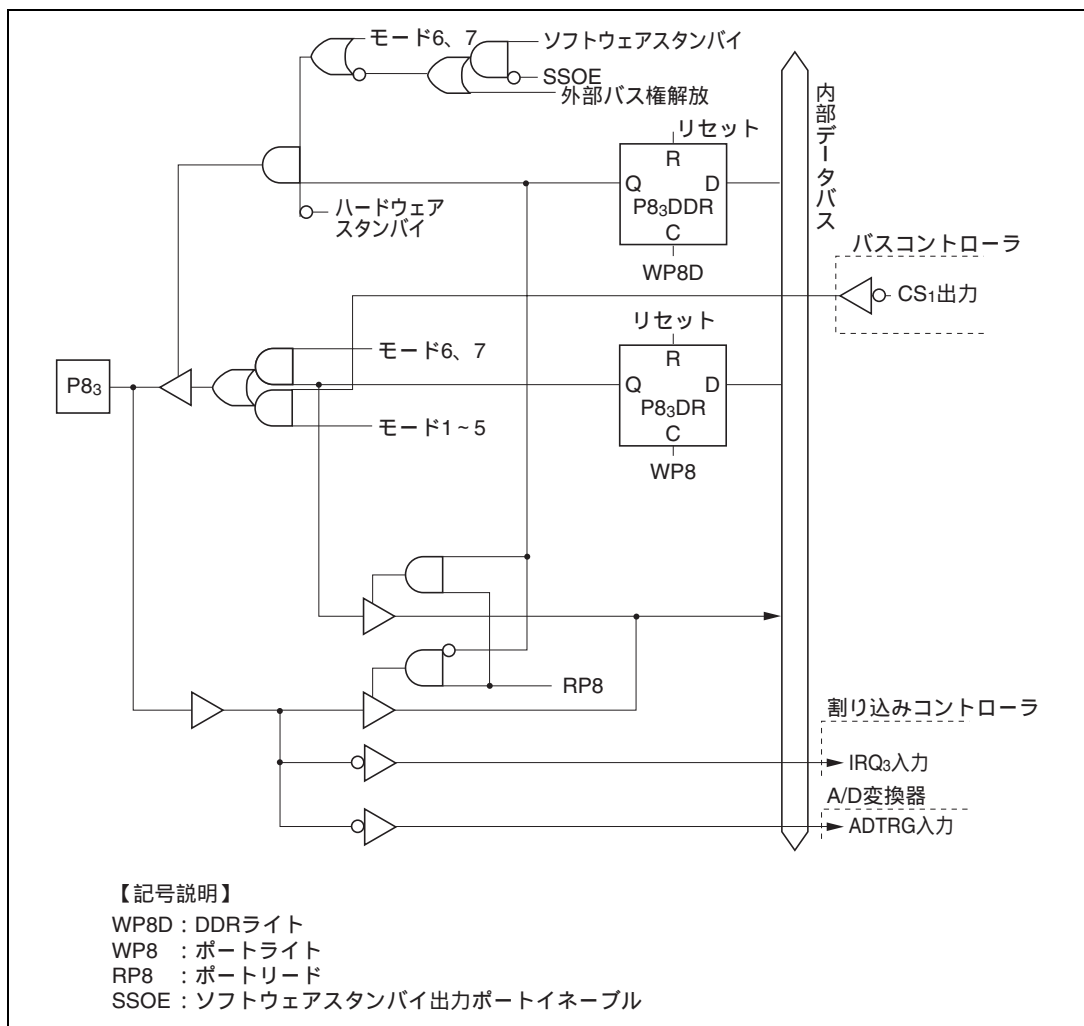 モード6、7
ソフトウェアスタンバイ
SSOE
外部バス権解放
内部データバス
リセット
R
Q D
P8₃DDR
C
WP8D
ハードウェア
スタンバイ
バスコントローラ
CS₁出力
リセット
R
Q D
P8₃DR
C
WP8
モード6、7
P8₃
モード1~5
RP8
割り込みコントローラ
IRQ₃入力
A/D変換器
ADTRG入力
【記号説明】
WP8D:DDRライト
WP8 :ポートライト
RP8 :ポートリード
SSOE:ソフトウェアスタンバイ出力ポートイネーブル